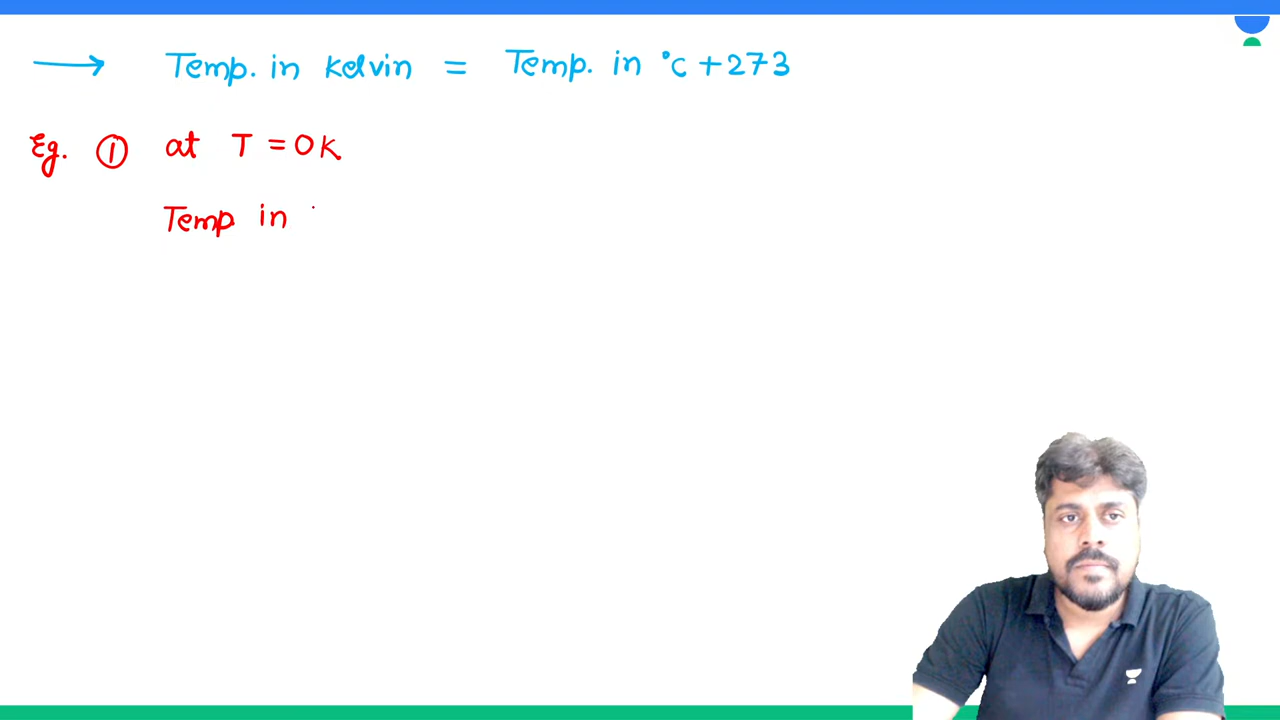 → Temp. in kelvin = Temp. in °C + 273
Eg. ① at T = 0 K
Temp in